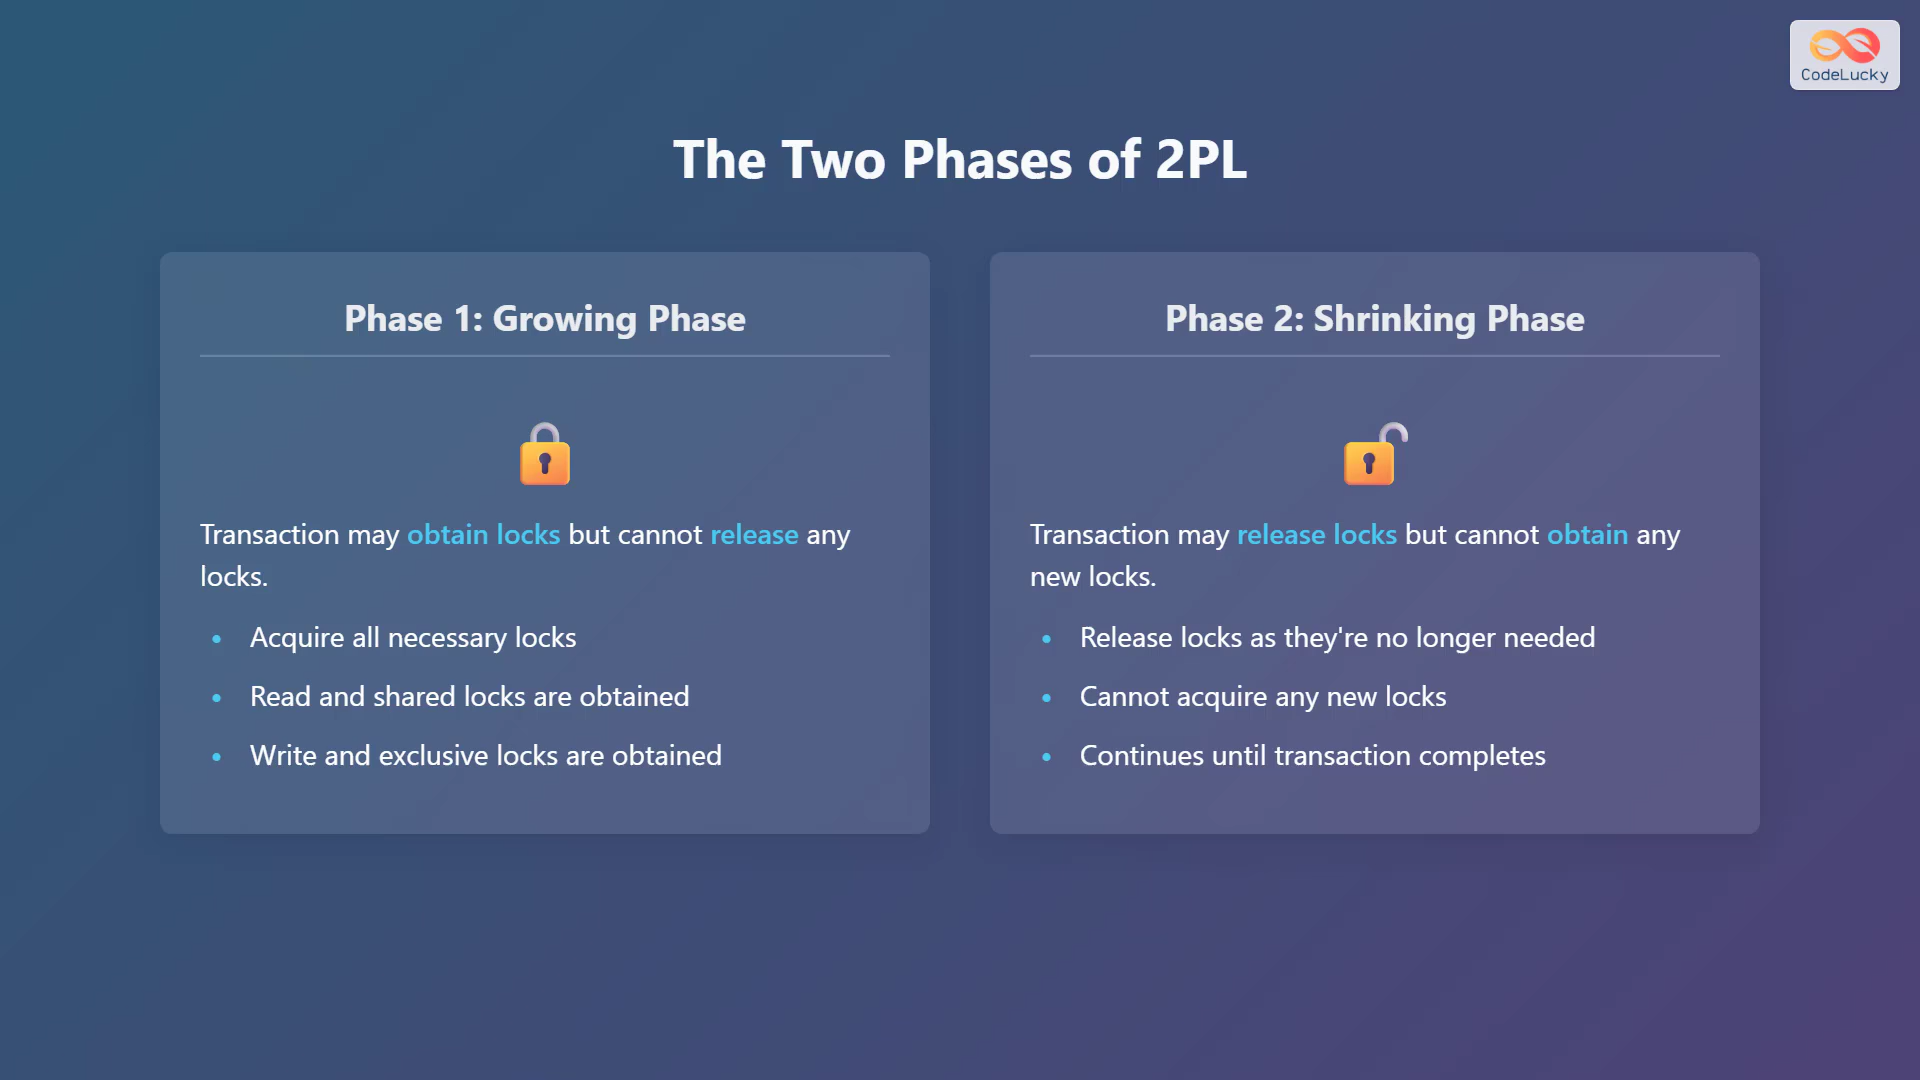 CodeLucky
The Two Phases of 2PL
Phase 1: Growing Phase
Transaction may obtain locks but cannot release any
locks.
• Acquire all necessary locks
• Read and shared locks are obtained
• Write and exclusive locks are obtained
Phase 2: Shrinking Phase
Transaction may release locks but cannot obtain any
new locks.
• Release locks as they're no longer needed
• Cannot acquire any new locks
• Continues until transaction completes